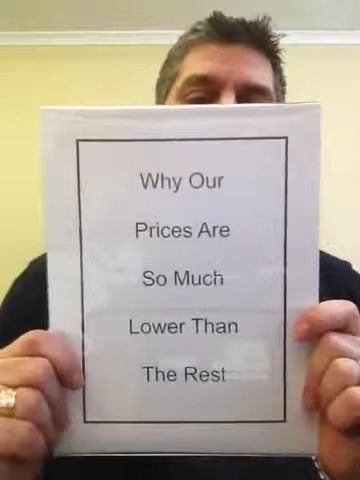 Why Our
Prices Are
So Much
Lower Than
The Rest